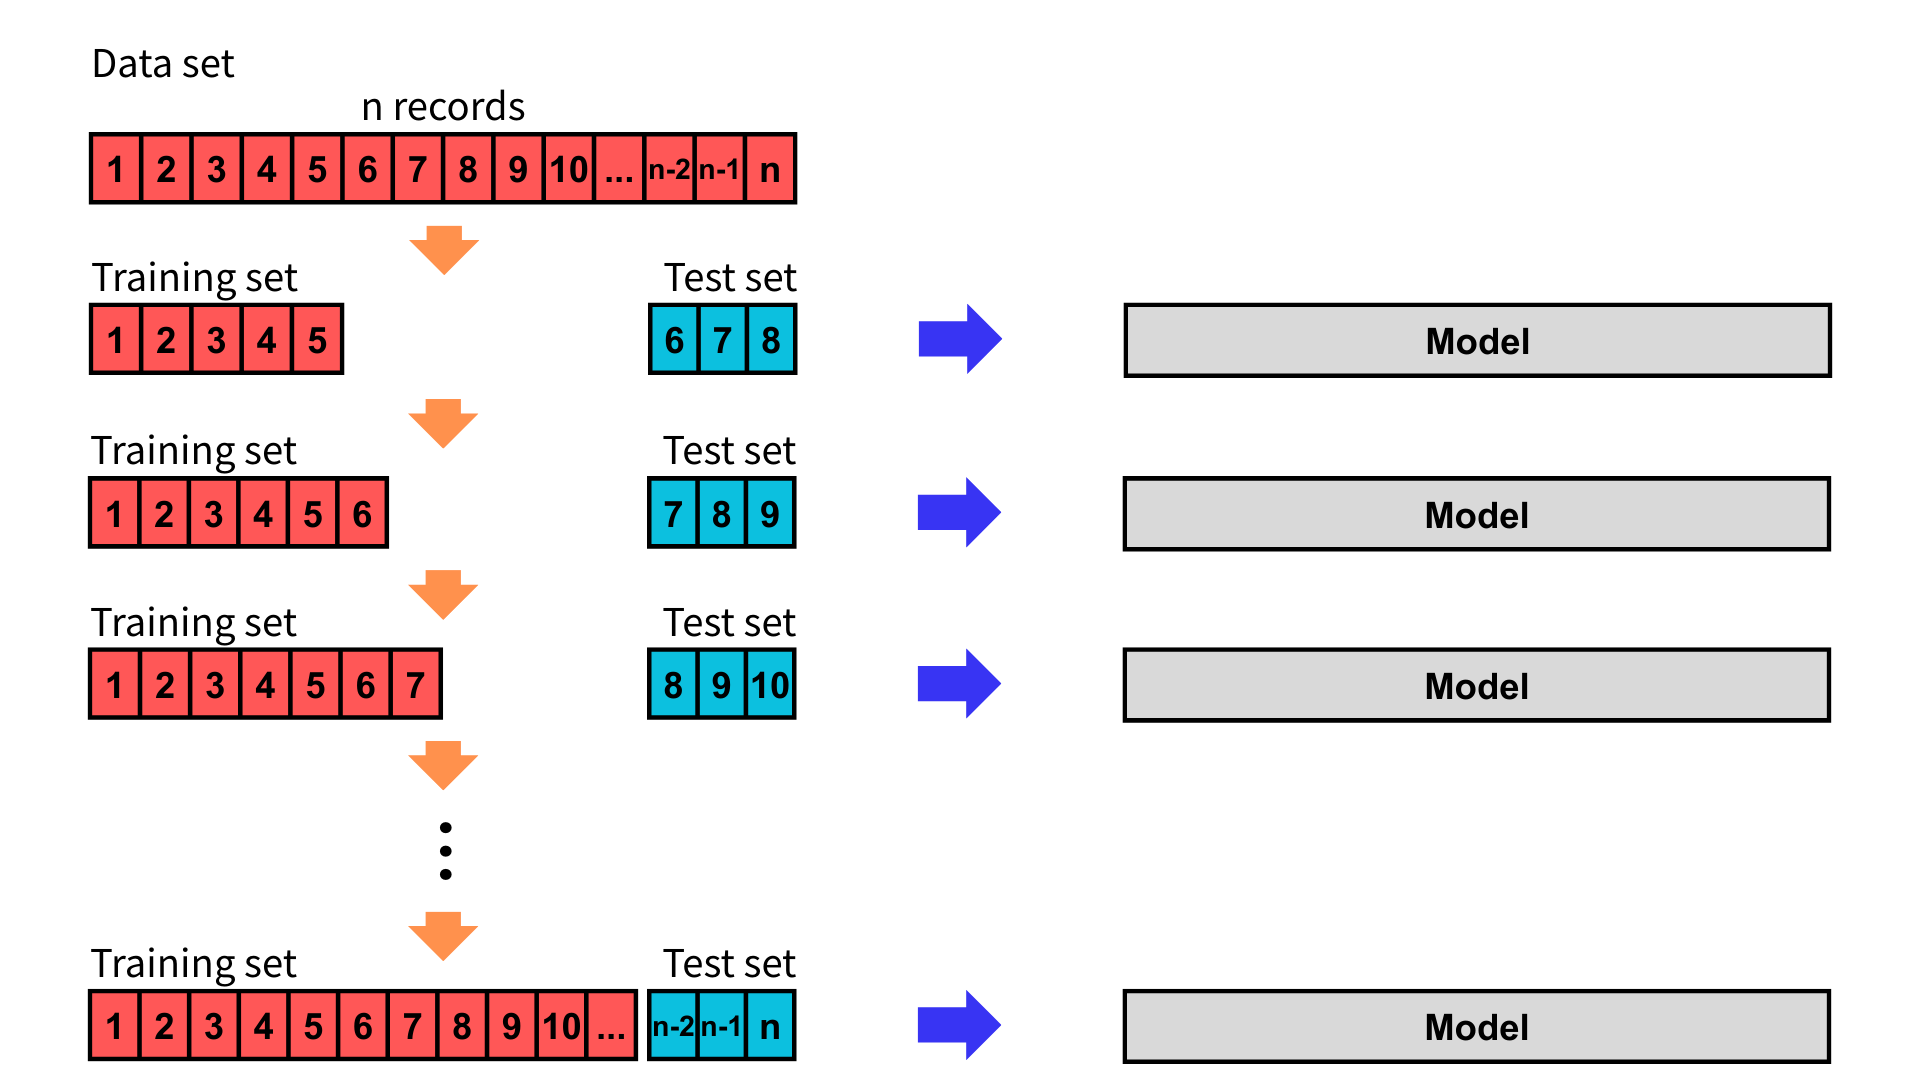 Data set
n records
1 2 3 4 5 6 7 8 9 10 ... n-2 n-1 n
Training set Test set
1 2 3 4 5 6 7 8 Model
Training set Test set
1 2 3 4 5 6 7 8 9 Model
Training set Test set
1 2 3 4 5 6 7 8 9 10 Model
Training set Test set
1 2 3 4 5 6 7 8 9 10 ... n-2 n-1 n Model